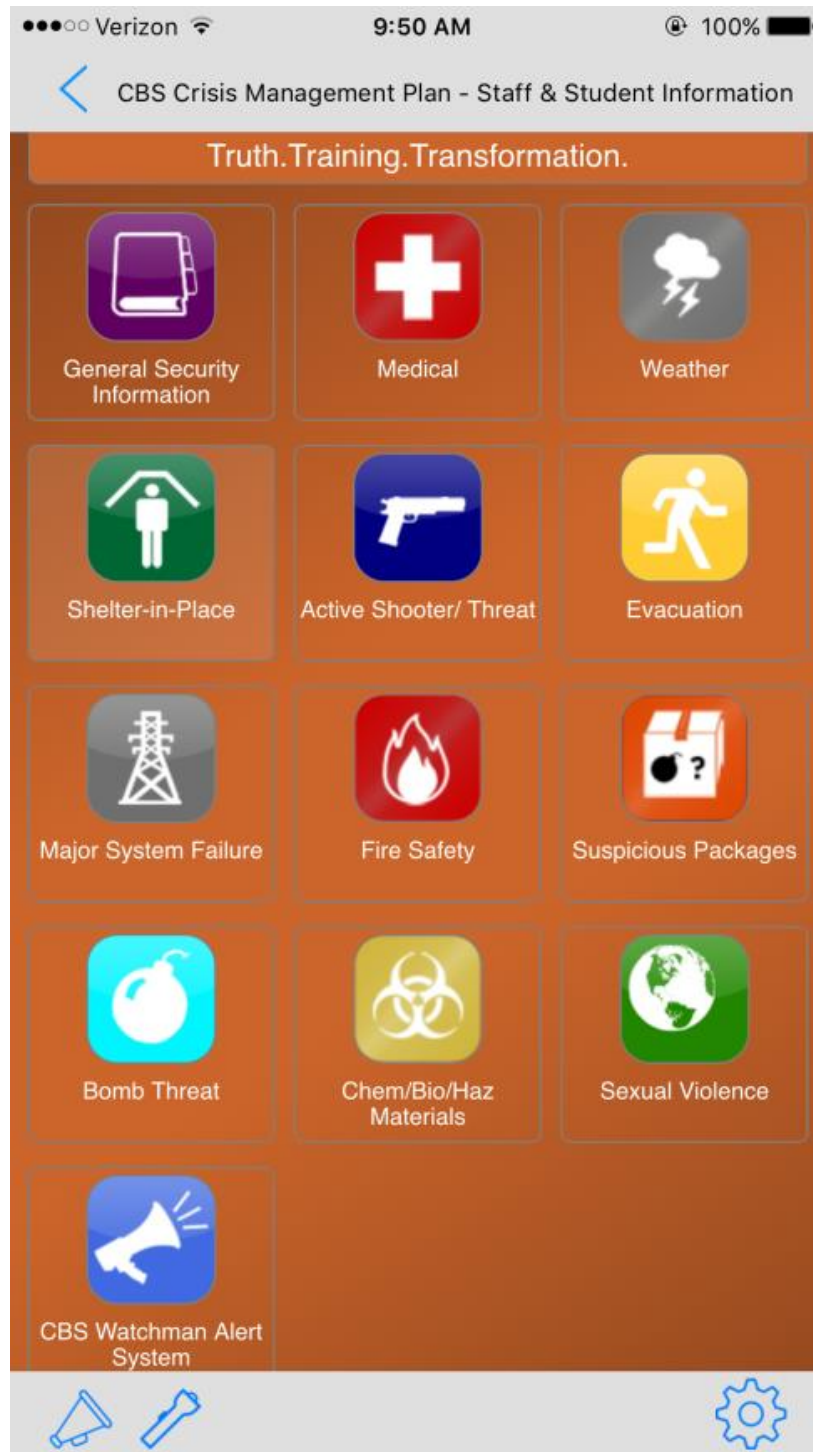 Verizon 9:50 AM 100%
CBS Crisis Management Plan - Staff & Student Information
Truth.Training.Transformation.
General Security
Information
Medical
Weather
Shelter-in-Place
Active Shooter/ Threat
Evacuation
Major System Failure
Fire Safety
Suspicious Packages
?
Bomb Threat
Chem/Bio/Haz
Materials
Sexual Violence
CBS Watchman Alert
System